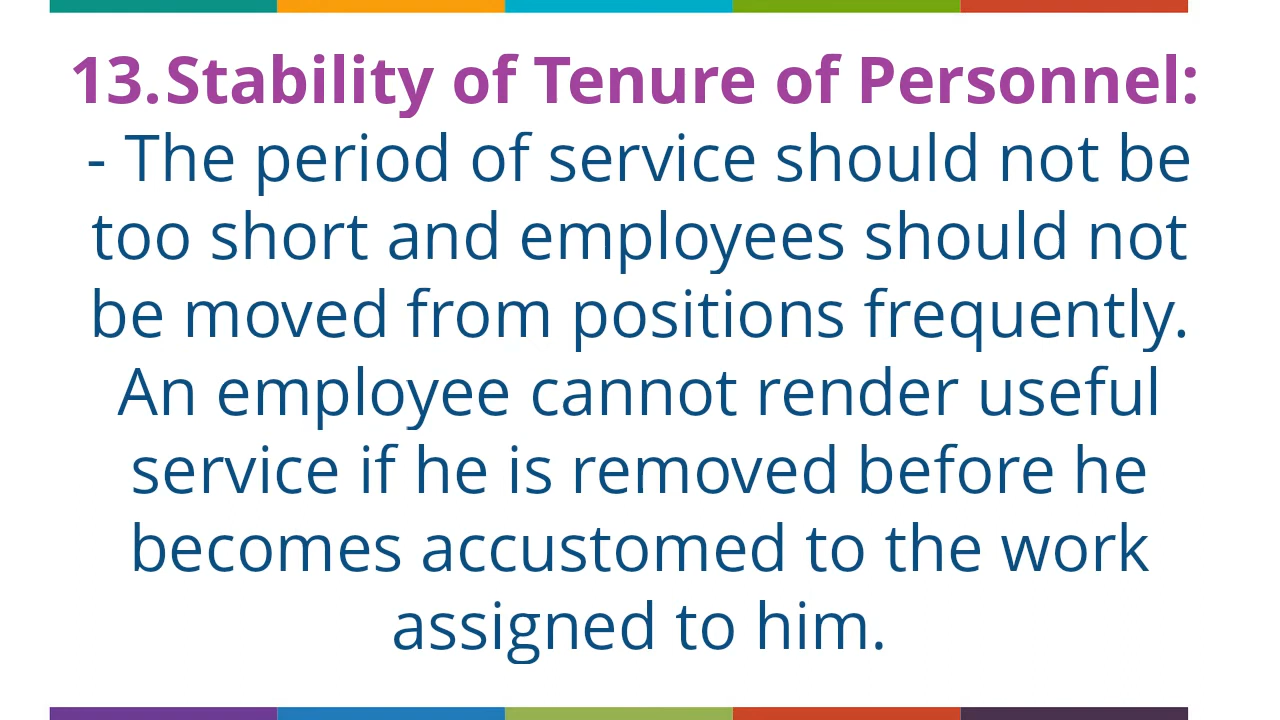 13.Stability of Tenure of Personnel:
- The period of service should not be
too short and employees should not
be moved from positions frequently.
An employee cannot render useful
service if he is removed before he
becomes accustomed to the work
assigned to him.